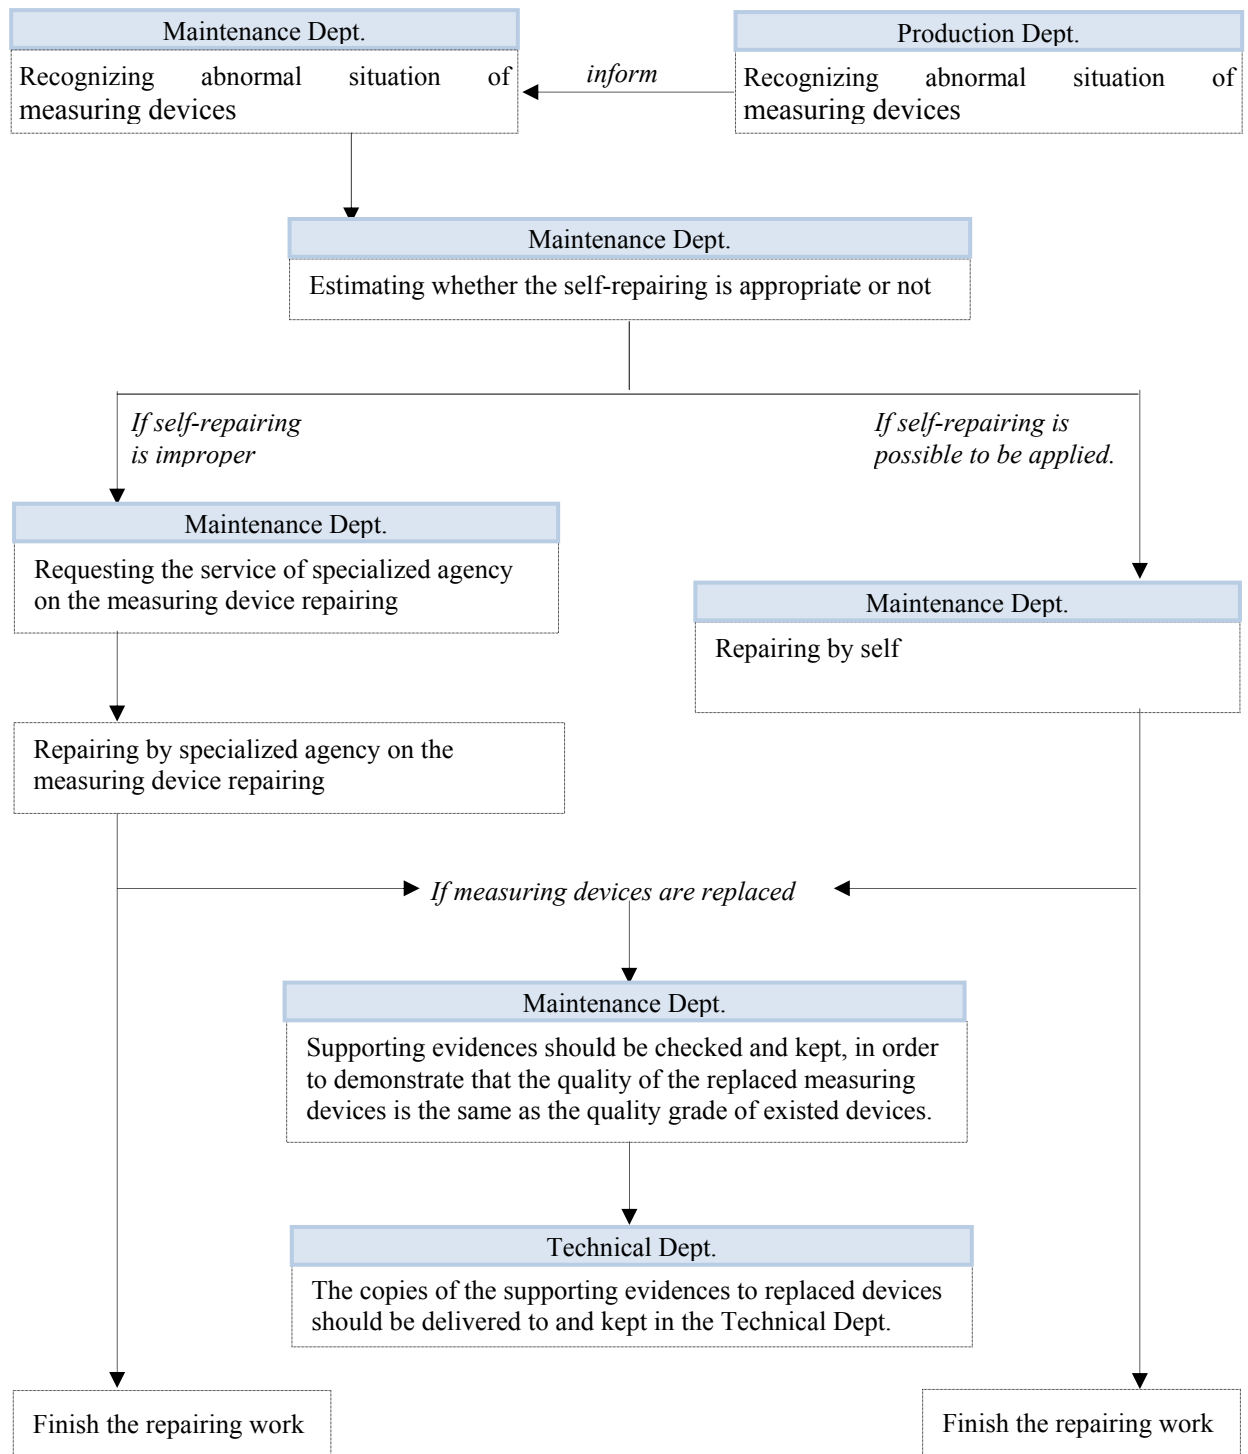 Maintenance Dept.
Recognizing abnormal situation of
measuring devices
inform
Production Dept.
Recognizing abnormal situation of
measuring devices
Maintenance Dept.
Estimating whether the self-repairing is appropriate or not
If self-repairing
is improper
If self-repairing is
possible to be applied.
Maintenance Dept.
Requesting the service of specialized agency
on the measuring device repairing
Maintenance Dept.
Repairing by self
Repairing by specialized agency on the
measuring device repairing
If measuring devices are replaced
Maintenance Dept.
Supporting evidences should be checked and kept, in order
to demonstrate that the quality of the replaced measuring
devices is the same as the quality grade of existed devices.
Technical Dept.
The copies of the supporting evidences to replaced devices
should be delivered to and kept in the Technical Dept.
Finish the repairing work
Finish the repairing work